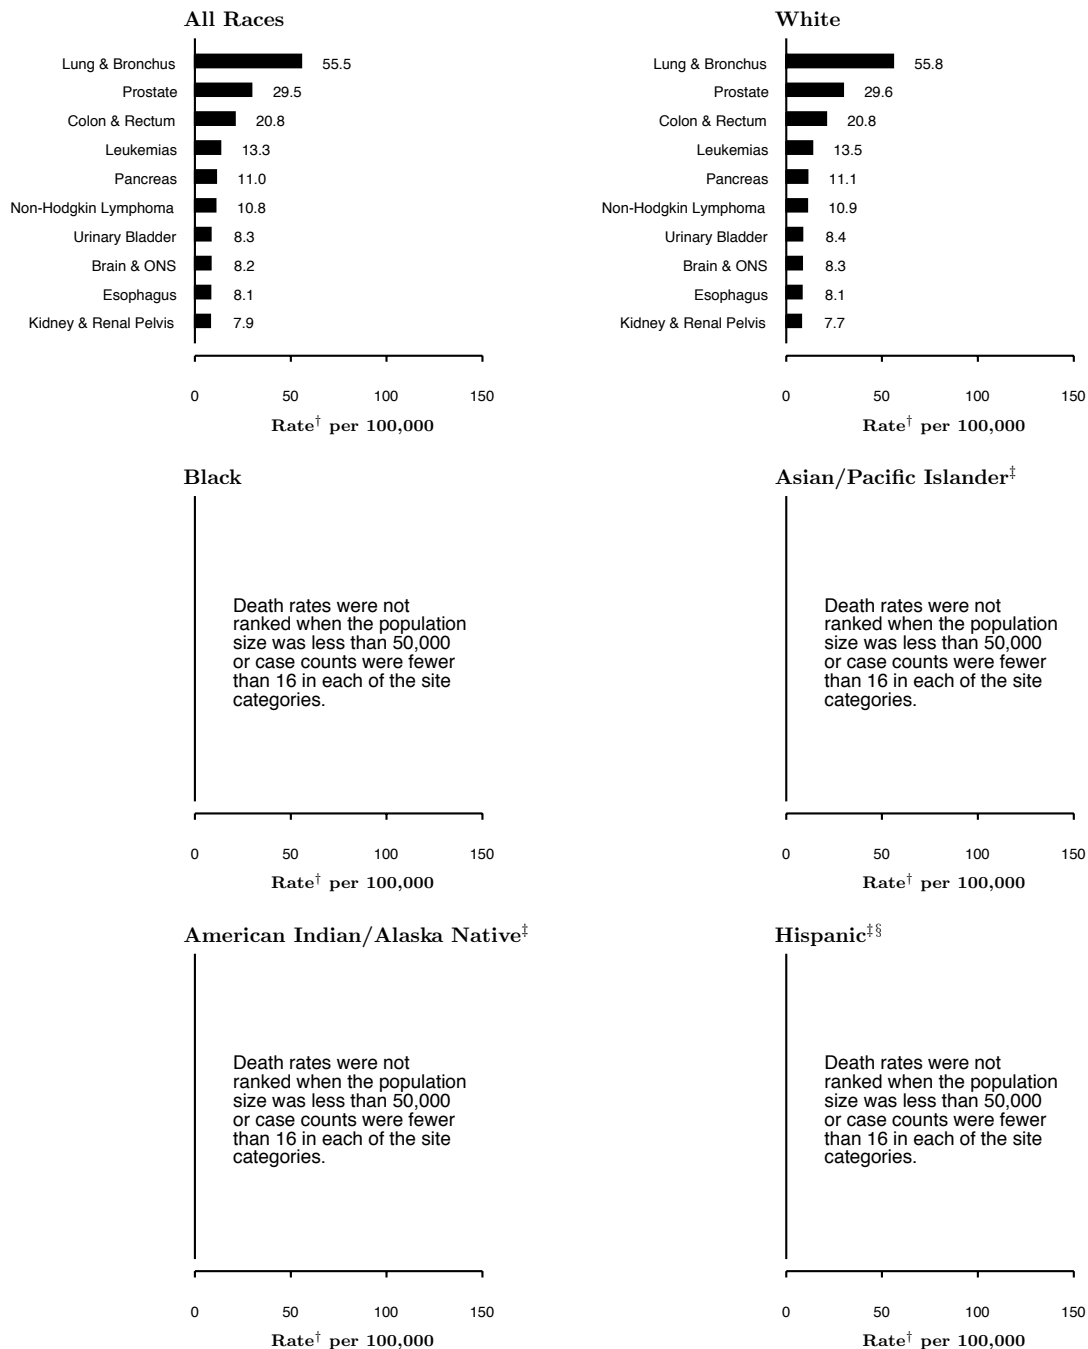 All Races
Lung & Bronchus 55.5
Prostate 29.5
Colon & Rectum 20.8
Leukemias 13.3
Pancreas 11.0
Non-Hodgkin Lymphoma 10.8
Urinary Bladder 8.3
Brain & ONS 8.2
Esophagus 8.1
Kidney & Renal Pelvis 7.9
0 50 100 150
Rate† per 100,000
White
Lung & Bronchus 55.8
Prostate 29.6
Colon & Rectum 20.8
Leukemias 13.5
Pancreas 11.1
Non-Hodgkin Lymphoma 10.9
Urinary Bladder 8.4
Brain & ONS 8.3
Esophagus 8.1
Kidney & Renal Pelvis 7.7
0 50 100 150
Rate† per 100,000
Black
Death rates were not
ranked when the population
size was less than 50,000
or case counts were fewer
than 16 in each of the site
categories.
0 50 100 150
Rate† per 100,000
Asian/Pacific Islander‡
Death rates were not
ranked when the population
size was less than 50,000
or case counts were fewer
than 16 in each of the site
categories.
0 50 100 150
Rate† per 100,000
American Indian/Alaska Native‡
Death rates were not
ranked when the population
size was less than 50,000
or case counts were fewer
than 16 in each of the site
categories.
0 50 100 150
Rate† per 100,000
Hispanic‡§
Death rates were not
ranked when the population
size was less than 50,000
or case counts were fewer
than 16 in each of the site
categories.
0 50 100 150
Rate† per 100,000